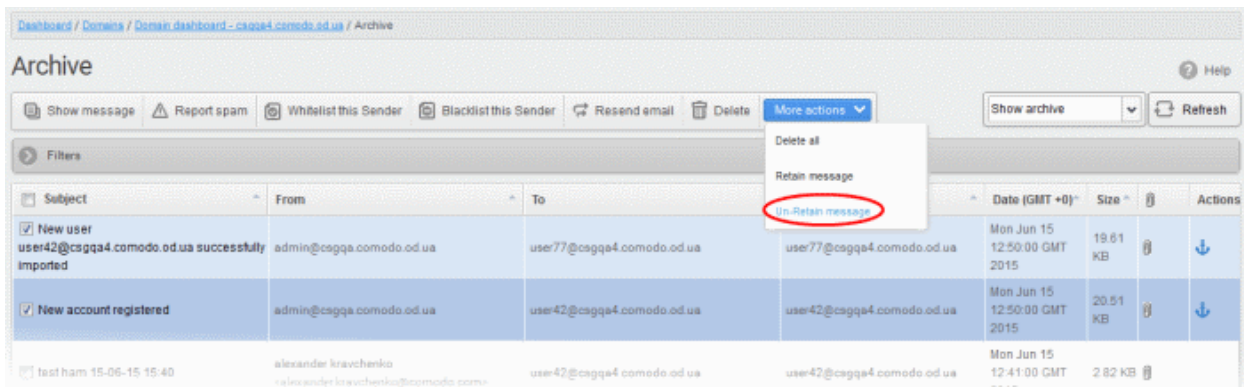 Dashboard / Domains / Domain dashboard - csgqa4.comodo.od.ua / Archive
Archive
Help
Show message Report spam Whitelist this Sender Blacklist this Sender Resend email Delete More actions Show archive Refresh
Delete all
Filters
Retain message
Un-Retain message
Subject From To Date (GMT +0) Size Actions
New user
user42@csgqa4.comodo.od.ua successfully
imported
admin@csgqa.comodo.od.ua user77@csgqa4.comodo.od.ua user77@csgqa4.comodo.od.ua
Mon Jun 15
12:50:00 GMT
2015
19.61
KB
New account registered admin@csgqa.comodo.od.ua user42@csgqa4.comodo.od.ua user42@csgqa4.comodo.od.ua
Mon Jun 15
12:50:00 GMT
2015
20.51
KB
test ham 15-06-15 15:40
alexander kravchenko
<alexander.kravchenko@comodo.com>
user42@csgqa4.comodo.od.ua user42@csgqa4.comodo.od.ua
Mon Jun 15
12:41:00 GMT
2.82 KB